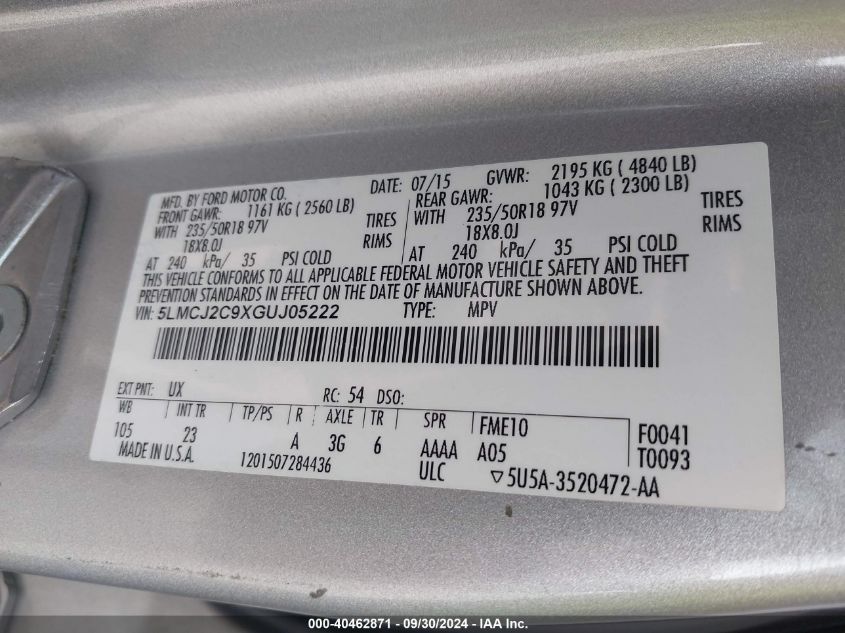 MFD. BY FORD MOTOR CO. DATE: 07/15 GVWR: 2195 KG ( 4840 LB)
FRONT GAWR: 1161 KG ( 2560 LB) REAR GAWR: 1043 KG ( 2300 LB)
WITH 235/50R18 97V TIRES WITH 235/50R18 97V TIRES
18X8.0J RIMS 18X8.0J RIMS
AT 240 kPa/ 35 PSI COLD AT 240 kPa/ 35 PSI COLD
THIS VEHICLE CONFORMS TO ALL APPLICABLE FEDERAL MOTOR VEHICLE SAFETY AND THEFT
PREVENTION STANDARDS IN EFFECT ON THE DATE OF MANUFACTURE SHOWN ABOVE.
VIN: 5LMCJ2C9XGUJ05222 TYPE: MPV
EXT PNT: UX RC: 54 DSO:
WB INT TR TP/PS R AXLE TR SPR FME10 F0041
105 23 A 3G 6 AAAA A05 T0093
MADE IN U.S.A. 1201507284436 ULC ▽5U5A-3520472-AA
000-40462871 - 09/30/2024 - IAA Inc.